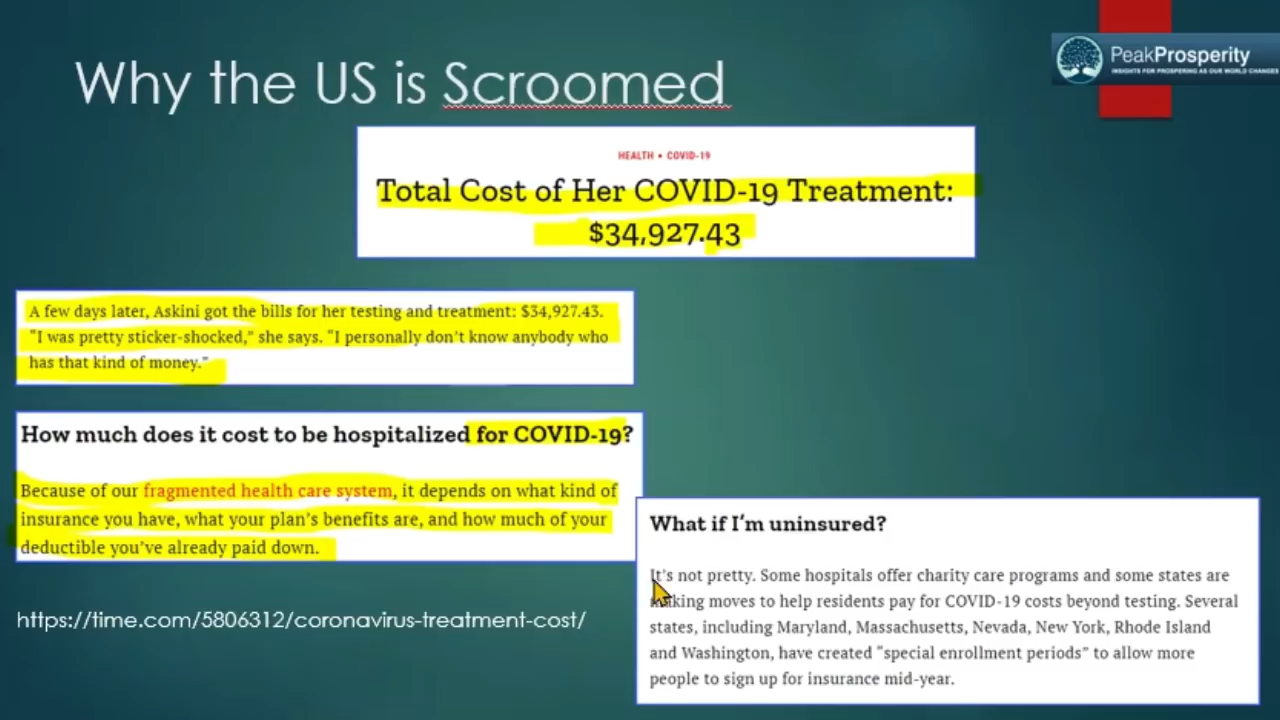 Why the US is Scroomed
PeakProsperity
INSIGHTS FOR PROSPERING AS OUR WORLD CHANGES
HEALTH • COVID-19
Total Cost of Her COVID-19 Treatment:
$34,927.43
A few days later, Askini got the bills for her testing and treatment: $34,927.43.
“I was pretty sticker-shocked,” she says. “I personally don’t know anybody who
has that kind of money.”
How much does it cost to be hospitalized for COVID-19?
Because of our fragmented health care system, it depends on what kind of
insurance you have, what your plan’s benefits are, and how much of your
deductible you’ve already paid down.
What if I’m uninsured?
It’s not pretty. Some hospitals offer charity care programs and some states are
making moves to help residents pay for COVID-19 costs beyond testing. Several
states, including Maryland, Massachusetts, Nevada, New York, Rhode Island
and Washington, have created “special enrollment periods” to allow more
people to sign up for insurance mid-year.
https://time.com/5806312/coronavirus-treatment-cost/